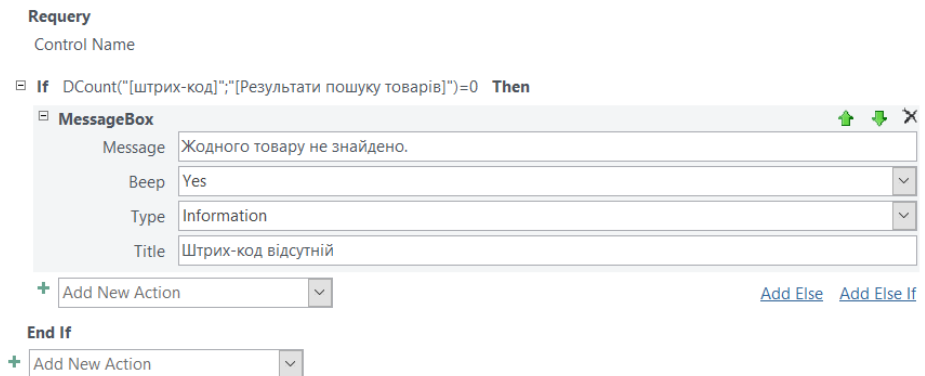 Requery
Control Name
If DCount("[штрих-код]";"[Результати пошуку товарів]")=0 Then
MessageBox
Message Жодного товару не знайдено.
Beep Yes
Type Information
Title Штрих-код відсутній
Add New Action Add Else Add Else If
End If
Add New Action